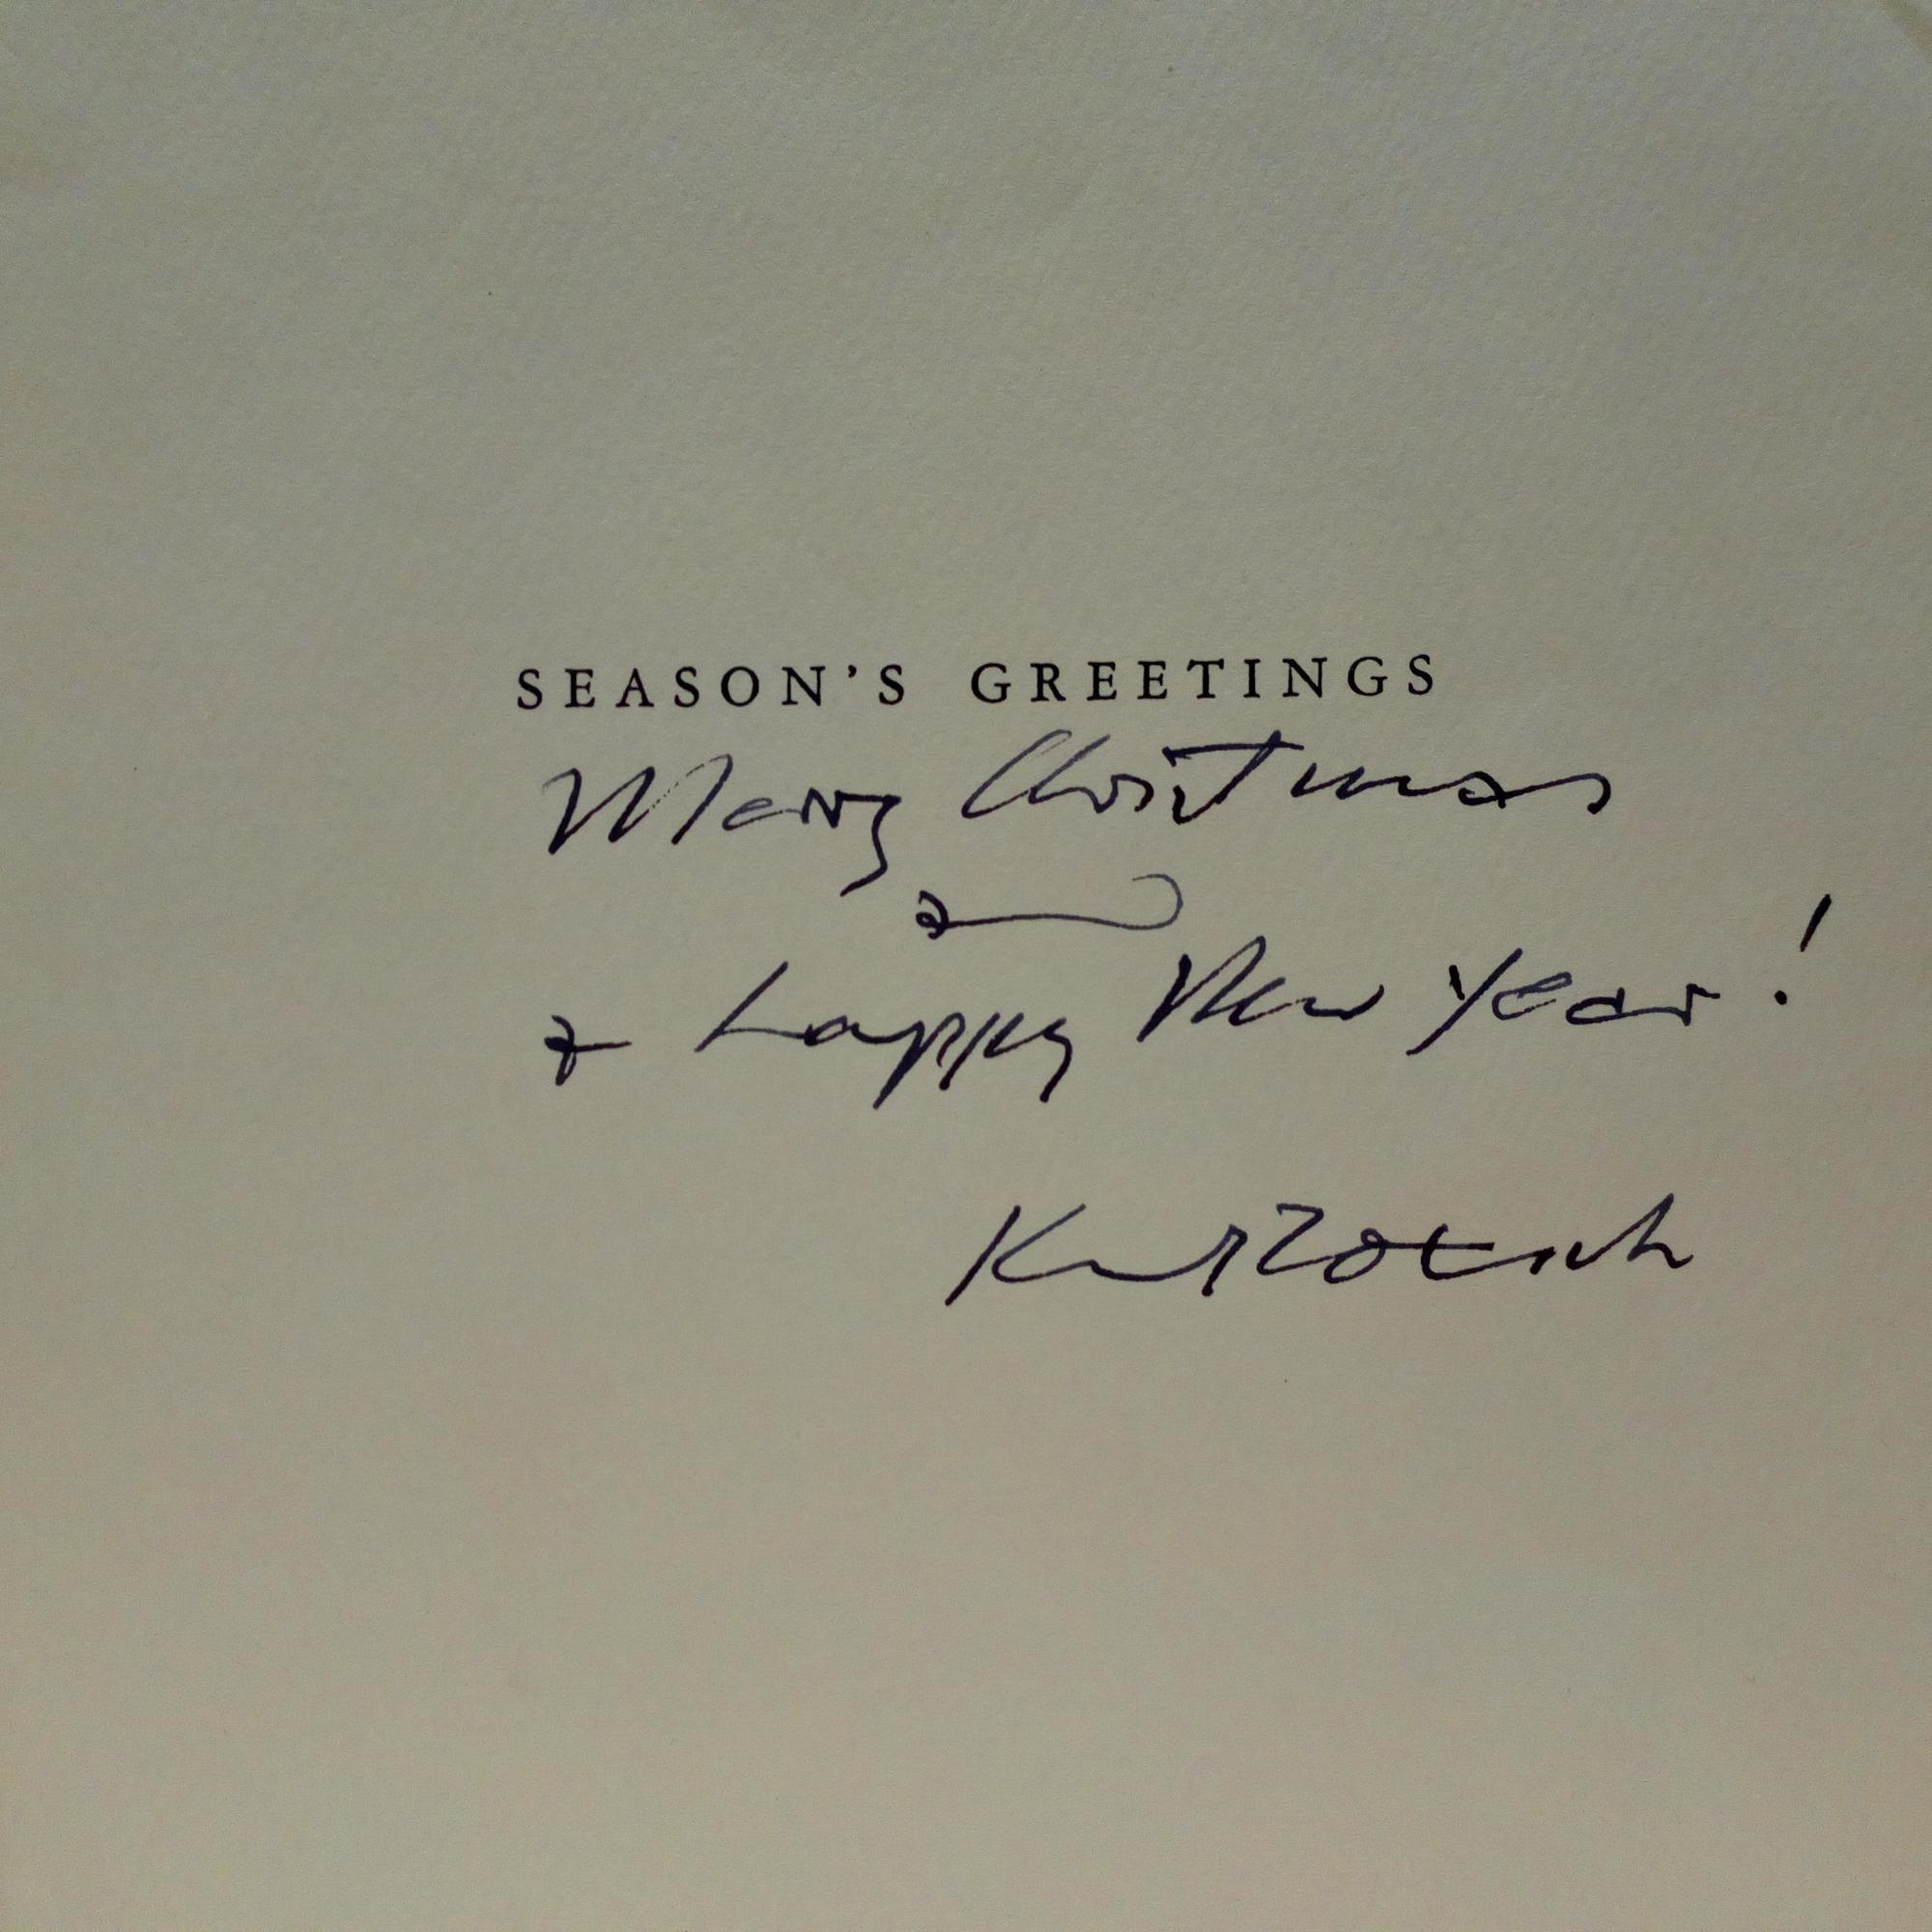 SEASON'S GREETINGS
Merry Christmas
&
& happy New Year!